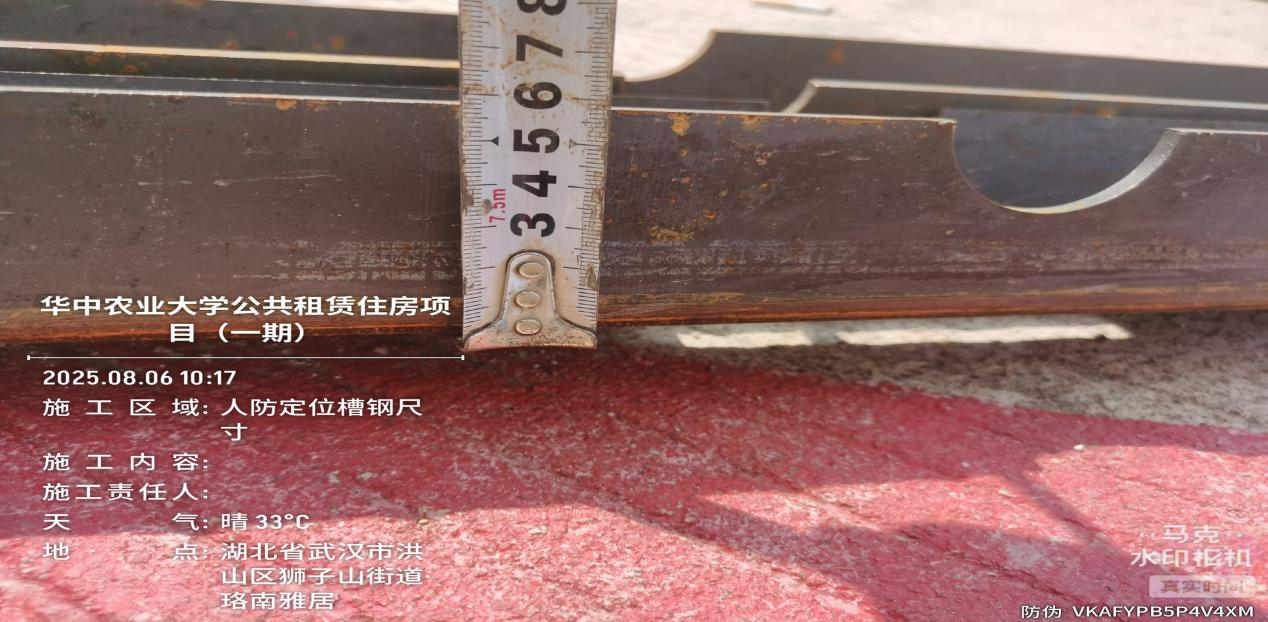 8
7
6
5
4
3
7.5m
华中农业大学公共租赁住房项
目（一期）
2025.08.06 10:17
施工区域：人防定位槽钢尺
寸
施工内容：
施工责任人：
天气：晴 33°C
地点：湖北省武汉市洪
山区狮子山街道·
珞南雅居
马克
水印相机
真实时间
防伪 VKAFYPB5P4V4XM